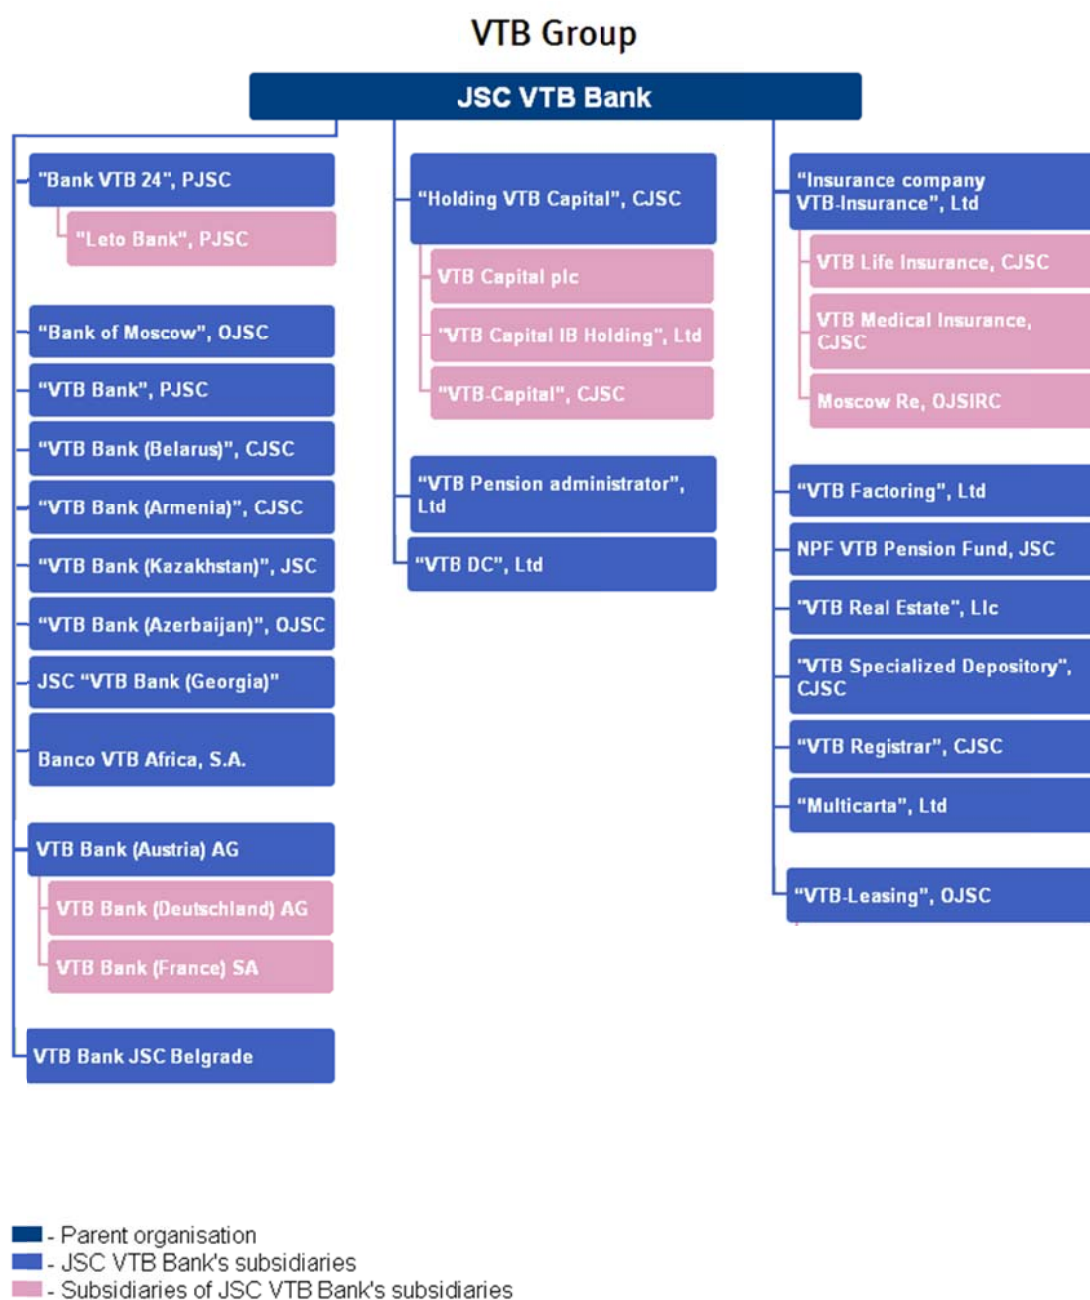 VTB Group
JSC VTB Bank
"Bank VTB 24", PJSC
"Leto Bank", PJSC
“Bank of Moscow”, OJSC
“VTB Bank”, PJSC
“VTB Bank (Belarus)”, CJSC
“VTB Bank (Armenia)”, CJSC
“VTB Bank (Kazakhstan)”, JSC
“VTB Bank (Azerbaijan)”, OJSC
JSC “VTB Bank (Georgia)”
Banco VTB Africa, S.A.
VTB Bank (Austria) AG
VTB Bank (Deutschland) AG
VTB Bank (France) SA
VTB Bank JSC Belgrade
“Holding VTB Capital”, CJSC
VTB Capital plc
"VTB Capital IB Holding", Ltd
"VTB-Capital", CJSC
“VTB Pension administrator”,
Ltd
“VTB DC”, Ltd
“Insurance company
VTB-Insurance”, Ltd
VTB Life Insurance, CJSC
VTB Medical Insurance,
CJSC
Moscow Re, OJSIRC
“VTB Factoring”, Ltd
NPF VTB Pension Fund, JSC
"VTB Real Estate", Llc
"VTB Specialized Depository",
CJSC
“VTB Registrar”, CJSC
“Multicarta”, Ltd
“VTB-Leasing”, OJSC
- Parent organisation
- JSC VTB Bank's subsidiaries
- Subsidiaries of JSC VTB Bank's subsidiaries